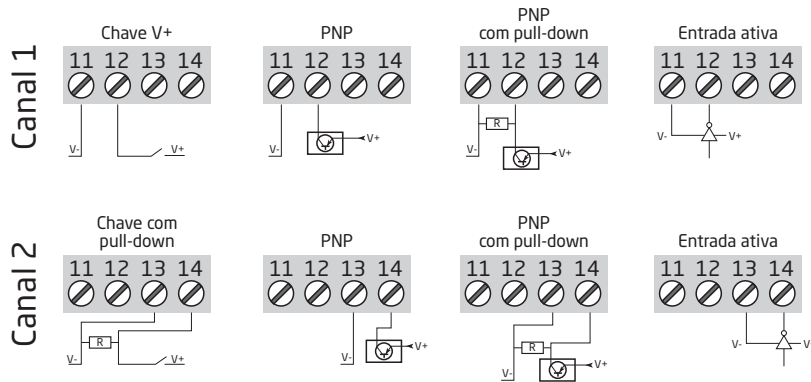 Canal 1
Chave V+
11 12 13 14
V-
V+
PNP
11 12 13 14
V-
V+
PNP
com pull-down
11 12 13 14
R
V-
V+
Entrada ativa
11 12 13 14
V-
V+
Canal 2
Chave com
pull-down
11 12 13 14
R
V-
V+
PNP
11 12 13 14
V-
V+
PNP
com pull-down
11 12 13 14
R
V-
V+
Entrada ativa
11 12 13 14
V-
V